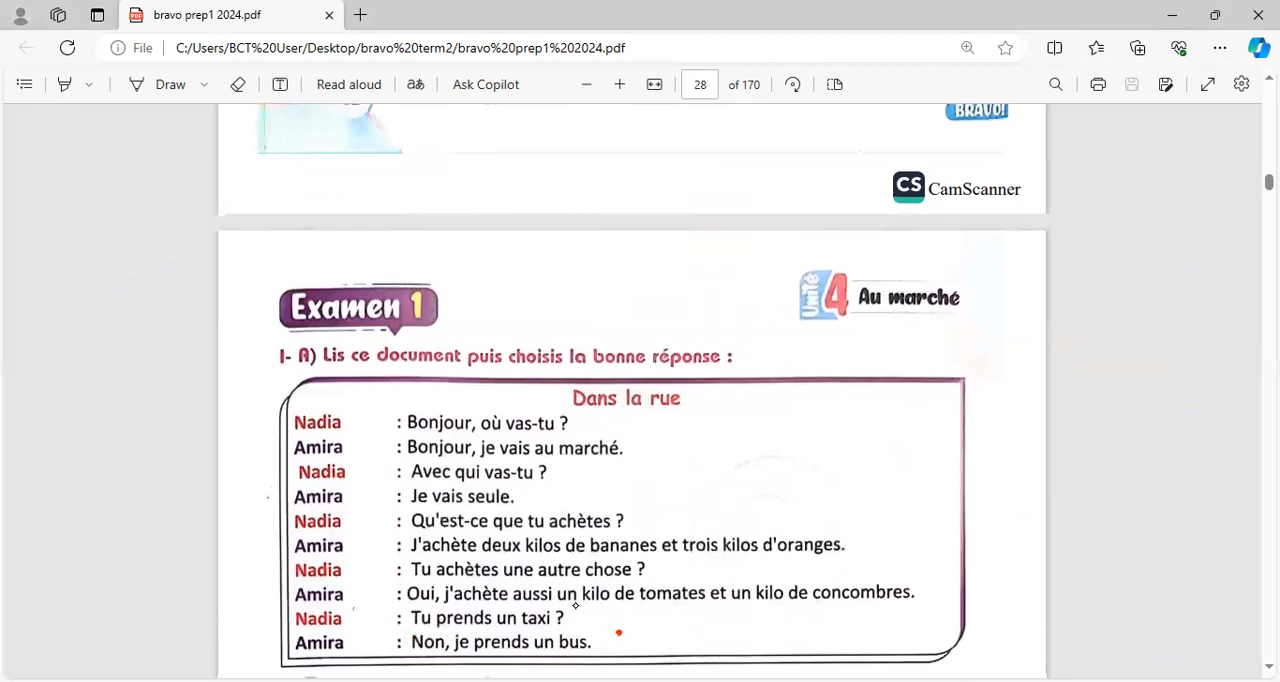 bravo prep1 2024.pdf
File C:/Users/BCT%20User/Desktop/bravo%20term2/bravo%20prep1%202024.pdf
Draw Read aloud aあ Ask Copilot 28 of 170
BRAVO!
CS CamScanner
Examen 1
Unité 4 Au marché
I- A) Lis ce document puis choisis la bonne réponse :
Dans la rue
Nadia : Bonjour, où vas-tu ?
Amira : Bonjour, je vais au marché.
Nadia : Avec qui vas-tu ?
Amira : Je vais seule.
Nadia : Qu'est-ce que tu achètes ?
Amira : J'achète deux kilos de bananes et trois kilos d'oranges.
Nadia : Tu achètes une autre chose ?
Amira : Oui, j'achète aussi un kilo de tomates et un kilo de concombres.
Nadia : Tu prends un taxi ?
Amira : Non, je prends un bus.